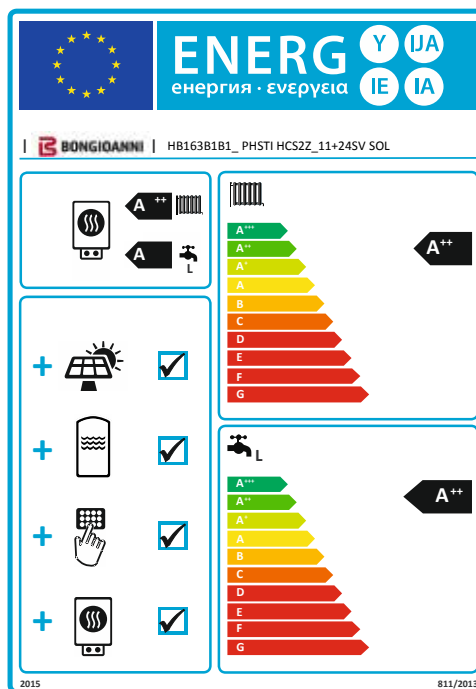 ENERG Y IJA
енергия · ενεργεια IE IA
| BONGIOANNI | HB163B1B1_ PHSTI HCS2Z_11+24SV SOL
A ++
A
L
+
+
+
+
A+++
A++
A+
A
B
C
D
E
F
G
A++
L
A+++
A++
A+
A
B
C
D
E
F
G
A++
2015 811/2013